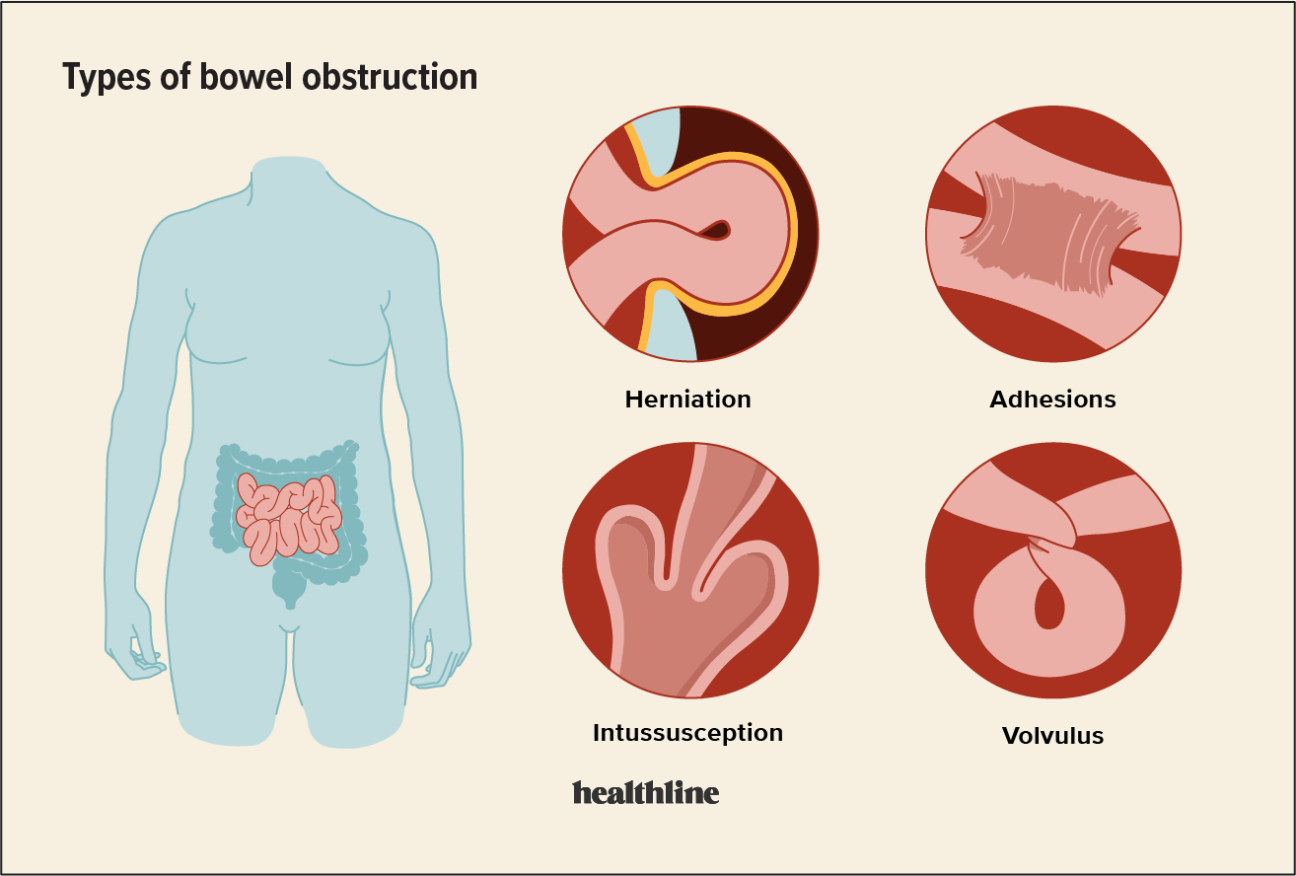 Types of bowel obstruction
Herniation
Adhesions
Intussusception
Volvulus
healthline